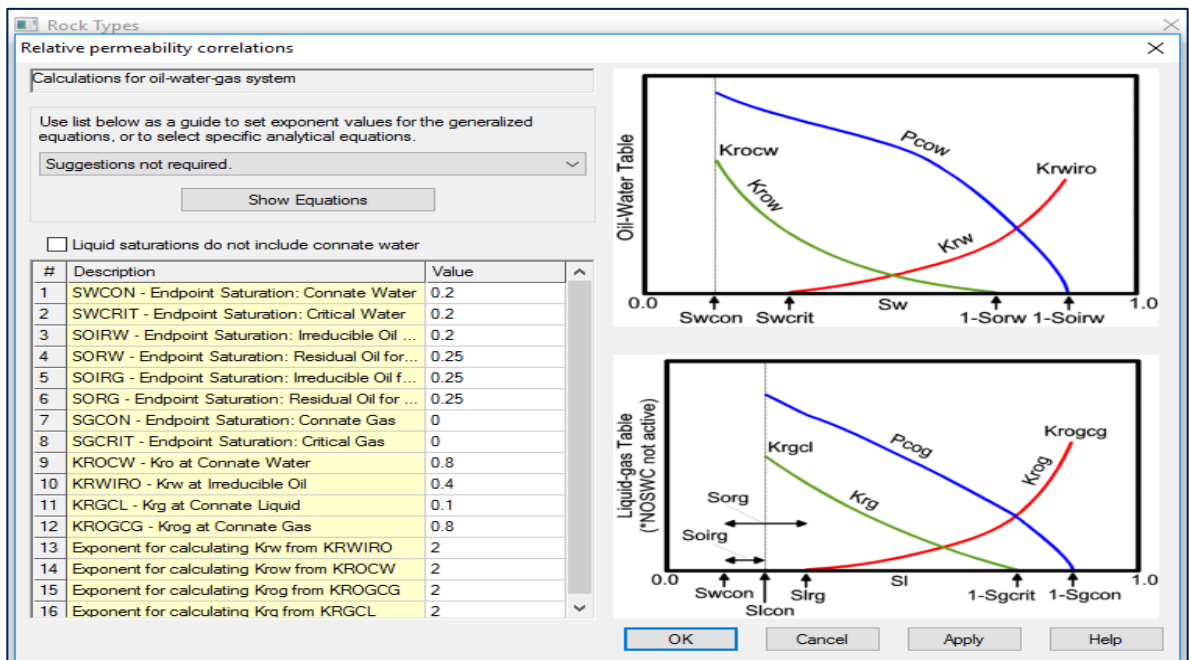 Rock Types
Relative permeability correlations
Calculations for oil-water-gas system
Use list below as a guide to set exponent values for the generalized
equations, or to select specific analytical equations.
Suggestions not required.
Show Equations
Liquid saturations do not include connate water
# Description Value
1 SWCON - Endpoint Saturation: Connate Water 0.2
2 SWCRIT - Endpoint Saturation: Critical Water 0.2
3 SOIRW - Endpoint Saturation: Irreducible Oil ... 0.2
4 SORW - Endpoint Saturation: Residual Oil for... 0.25
5 SOIRG - Endpoint Saturation: Irreducible Oil f... 0.25
6 SORG - Endpoint Saturation: Residual Oil for ... 0.25
7 SGCON - Endpoint Saturation: Connate Gas 0
8 SGCRIT - Endpoint Saturation: Critical Gas 0
9 KROCW - Kro at Connate Water 0.8
10 KRWIRO - Krw at Irreducible Oil 0.4
11 KRGCL - Krg at Connate Liquid 0.1
12 KROGCG - Krog at Connate Gas 0.8
13 Exponent for calculating Krw from KRWIRO 2
14 Exponent for calculating Krow from KROCW 2
15 Exponent for calculating Krog from KROGCG 2
16 Exponent for calculating Krg from KRGCL 2
Oil-Water Table
Krocw
Pcow
Krwiro
Krow
Krw
0.0
Sw
1.0
Swcon Swcrit
1-Sorw 1-Soirw
Liquid-gas Table
(*NOSWC not active)
Krgcl
Pcog
Krogcg
Krog
Sorg
Krg
Soirg
0.0
Sl
1.0
Swcon
Slrg
1-Sgcrit 1-Sgcon
Slcon
OK
Cancel
Apply
Help